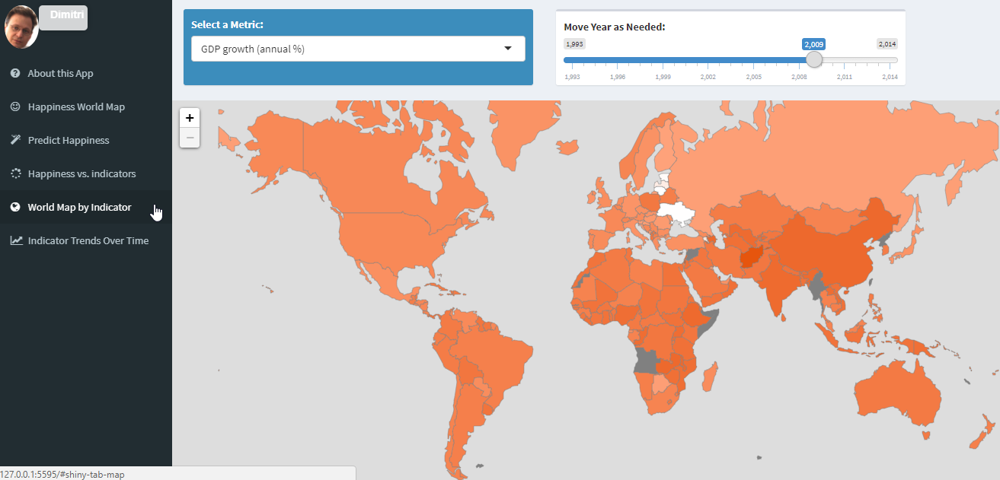 Dimitri
About this App
Happiness World Map
Predict Happiness
Happiness vs. indicators
World Map by Indicator
Indicator Trends Over Time
Select a Metric:
GDP growth (annual %)
Move Year as Needed:
1,993 2,009 2,014
1,993 1,996 1,999 2,002 2,005 2,008 2,011 2,014
+
−
127.0.0.1:5595/#shiny-tab-map